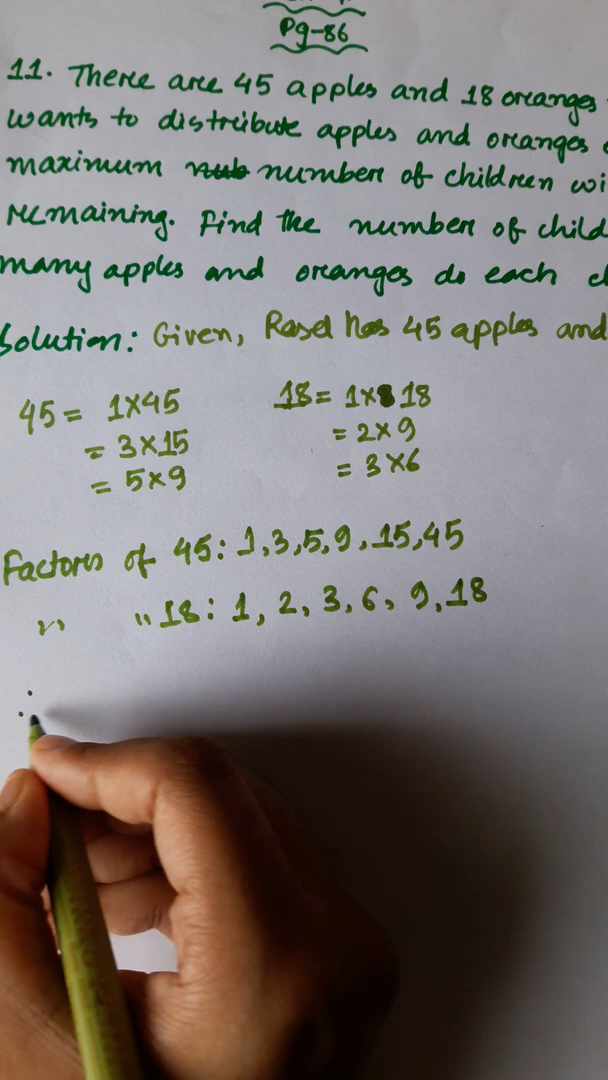 Pg-86
11. There are 45 apples and 18 oranges
wants to distribute apples and oranges
maximum nub number of children wi
remaining. Find the number of child
many apples and oranges do each
Solution: Given, Rasel has 45 apples and
45 = 1×45
= 3×15
= 5×9
18 = 1×18
= 2×9
= 3×6
Factors of 45: 1,3,5,9,15,45
" " 18: 1, 2, 3, 6, 9, 18
∴